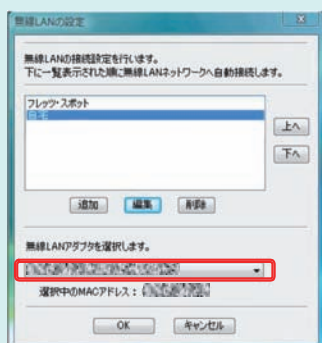 無線LANの設定
無線LANの接続設定を行います。
下に一覧表示された順に無線LANネットワークへ自動接続します。
フレッツ・スポット
自宅
上へ
下へ
追加
編集
削除
無線LANアダプタを選択します。
選択中のMACアドレス：
OK
キャンセル